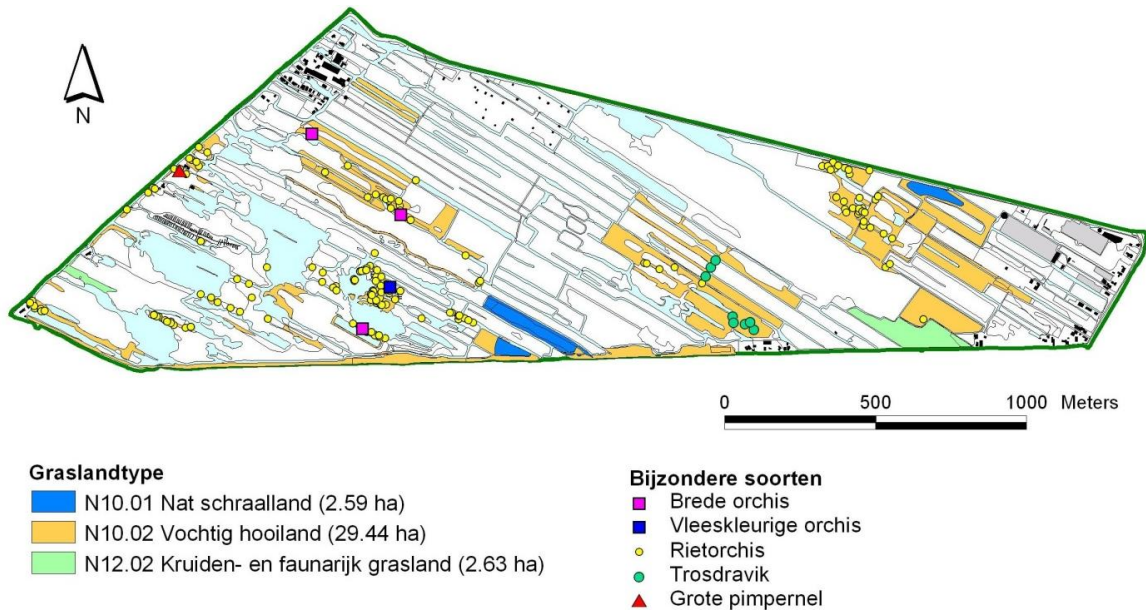 N
0 500 1000 Meters
Graslandtype
N10.01 Nat schraalland (2.59 ha)
N10.02 Vochtig hooiland (29.44 ha)
N12.02 Kruiden- en faunarijk grasland (2.63 ha)
Bijzondere soorten
Brede orchis
Vleeskleurige orchis
Rietorchis
Trosdravik
Grote pimpernel